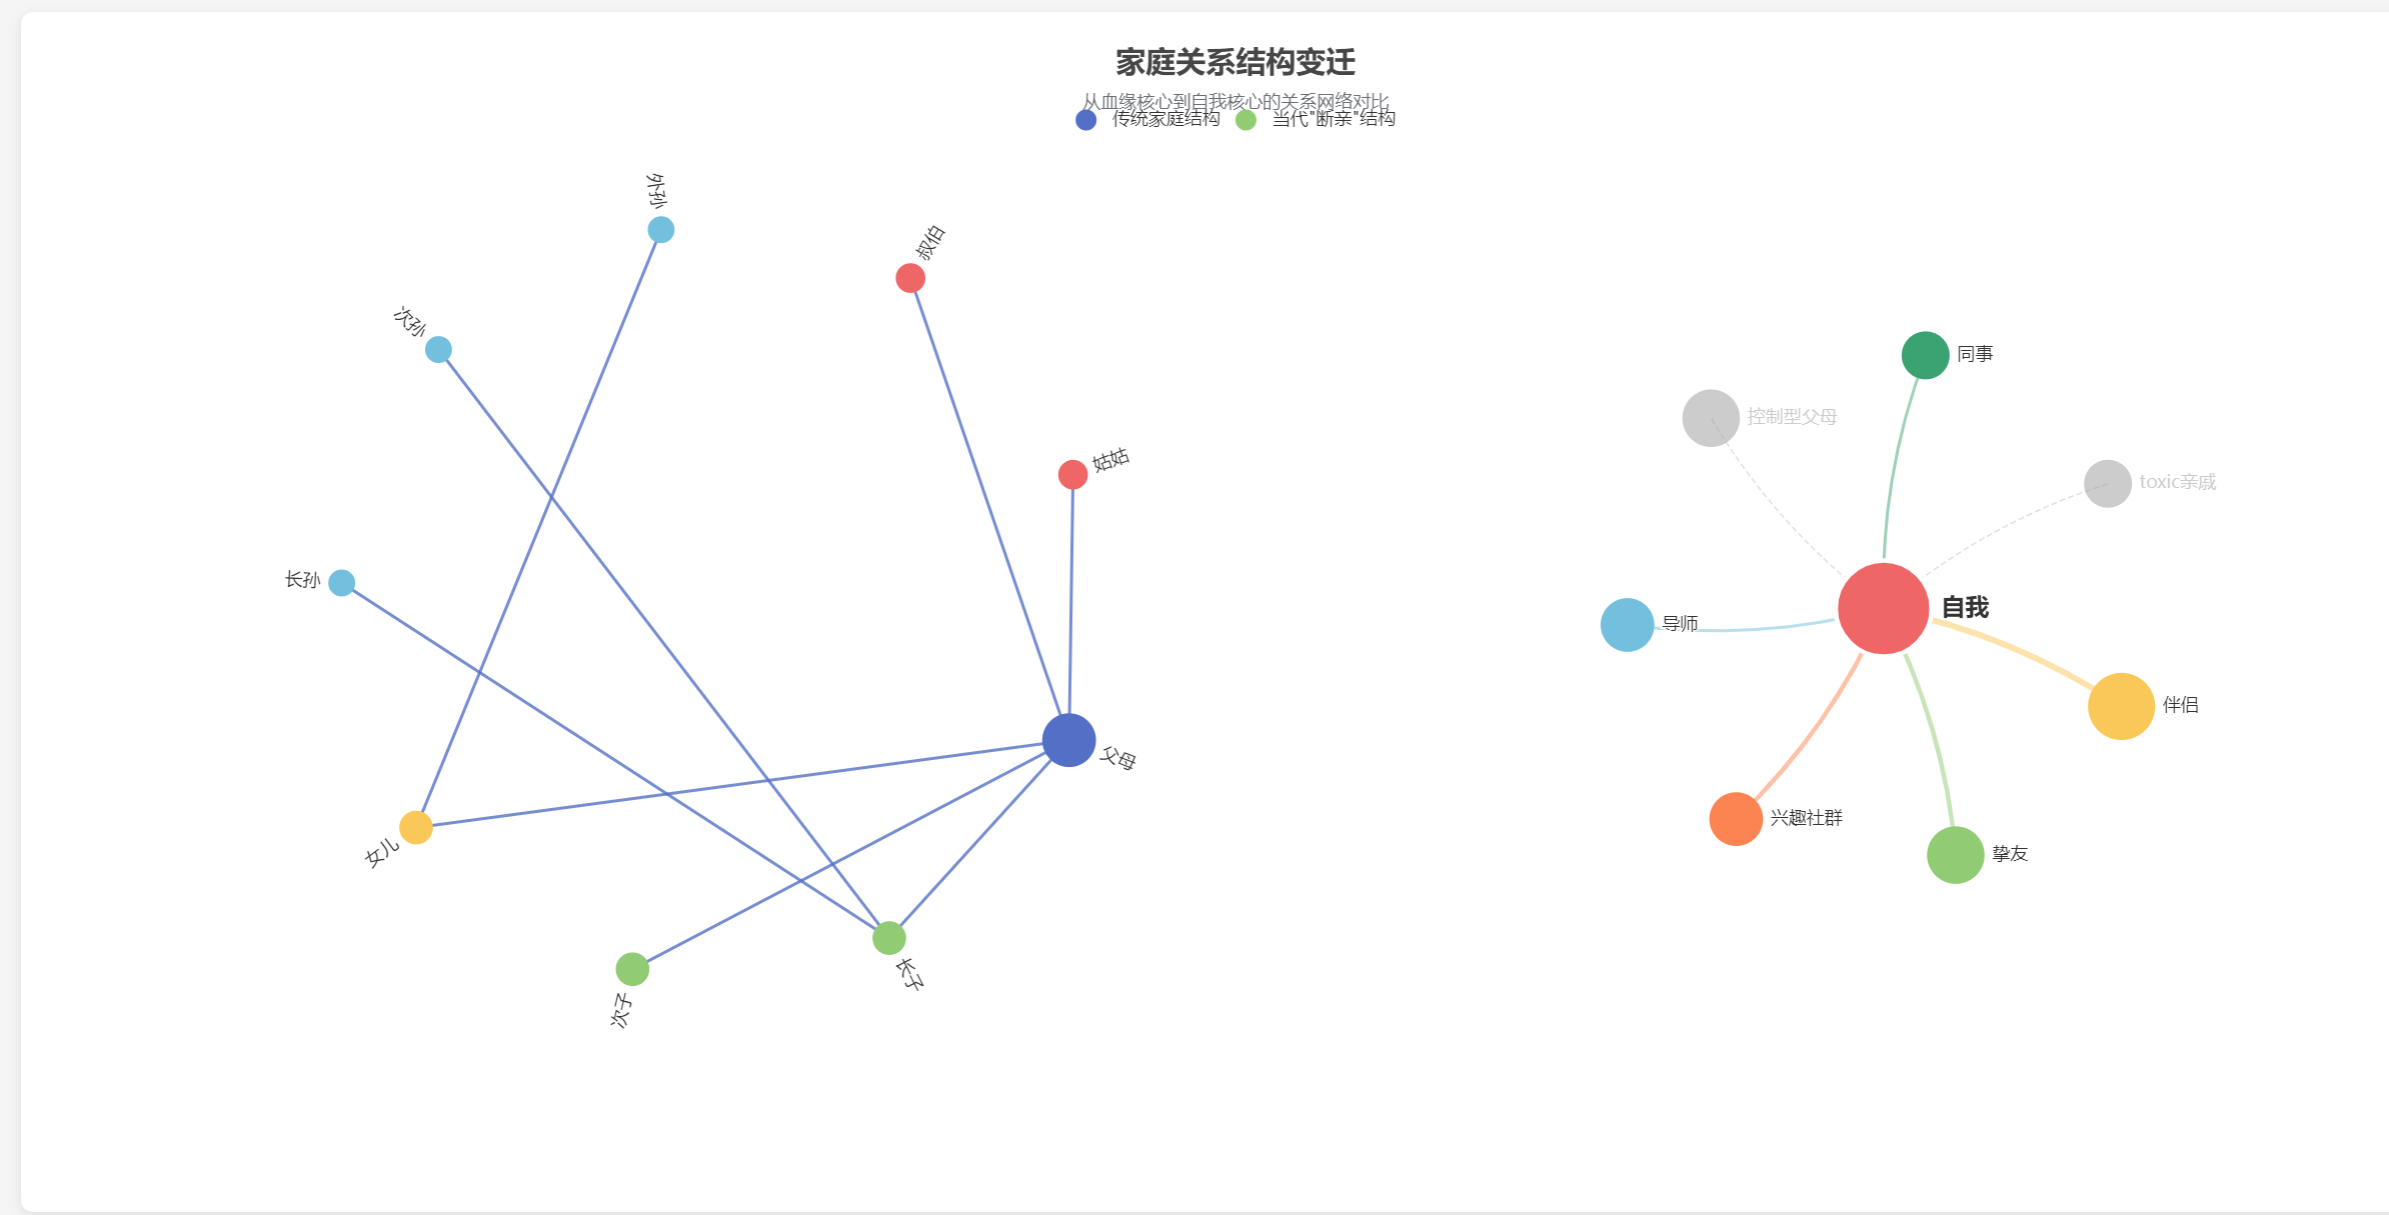 家庭关系结构变迁
从血缘核心到自我核心的关系网络对比
传统家庭结构
当代"断亲"结构
外孙
叔伯
次孙
姑姑
长孙
父母
女儿
长子
次子
同事
控制型父母
toxic亲戚
自我
导师
伴侣
兴趣社群
挚友